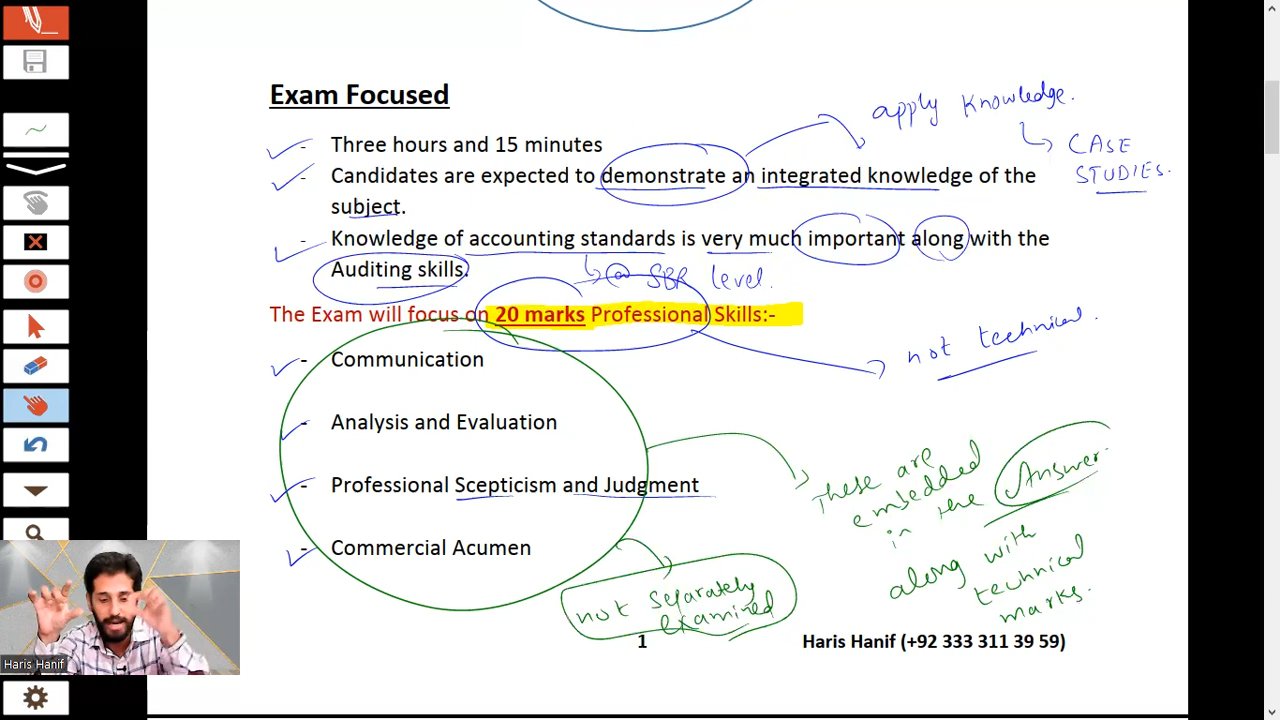 Exam Focused
apply Knowledge.
- Three hours and 15 minutes
CASE
STUDIES.
- Candidates are expected to demonstrate an integrated knowledge of the
subject.
- Knowledge of accounting standards is very much important along with the
Auditing skills.
@ SBR level.
The Exam will focus on 20 marks Professional Skills:-
not technical.
- Communication
- Analysis and Evaluation
- Professional Scepticism and Judgment
- Commercial Acumen
These are
embedded
in the Answer
along with
technical
marks.
not separately
examined
1
Haris Hanif (+92 333 311 39 59)
Haris Hanif